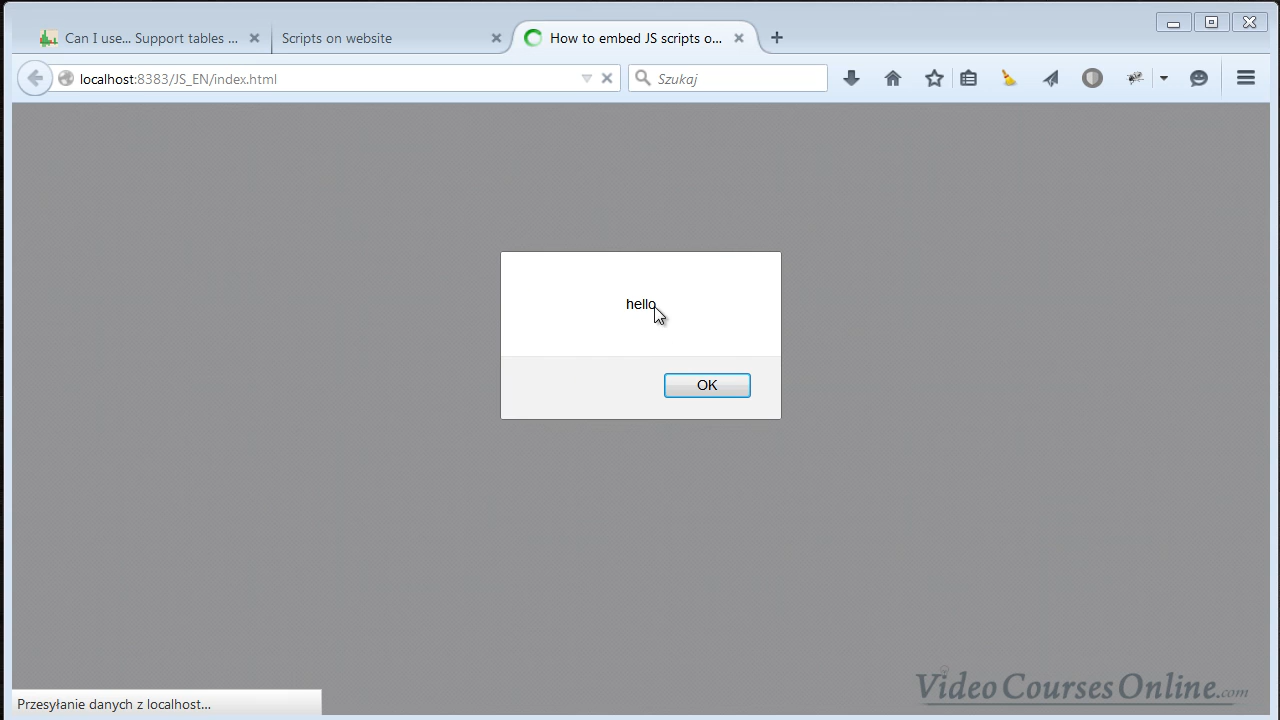 Can I use... Support tables ...
Scripts on website
How to embed JS scripts o...
localhost:8383/JS_EN/index.html
Szukaj
hello
OK
VideoCoursesOnline.com
Przesyłanie danych z localhost...